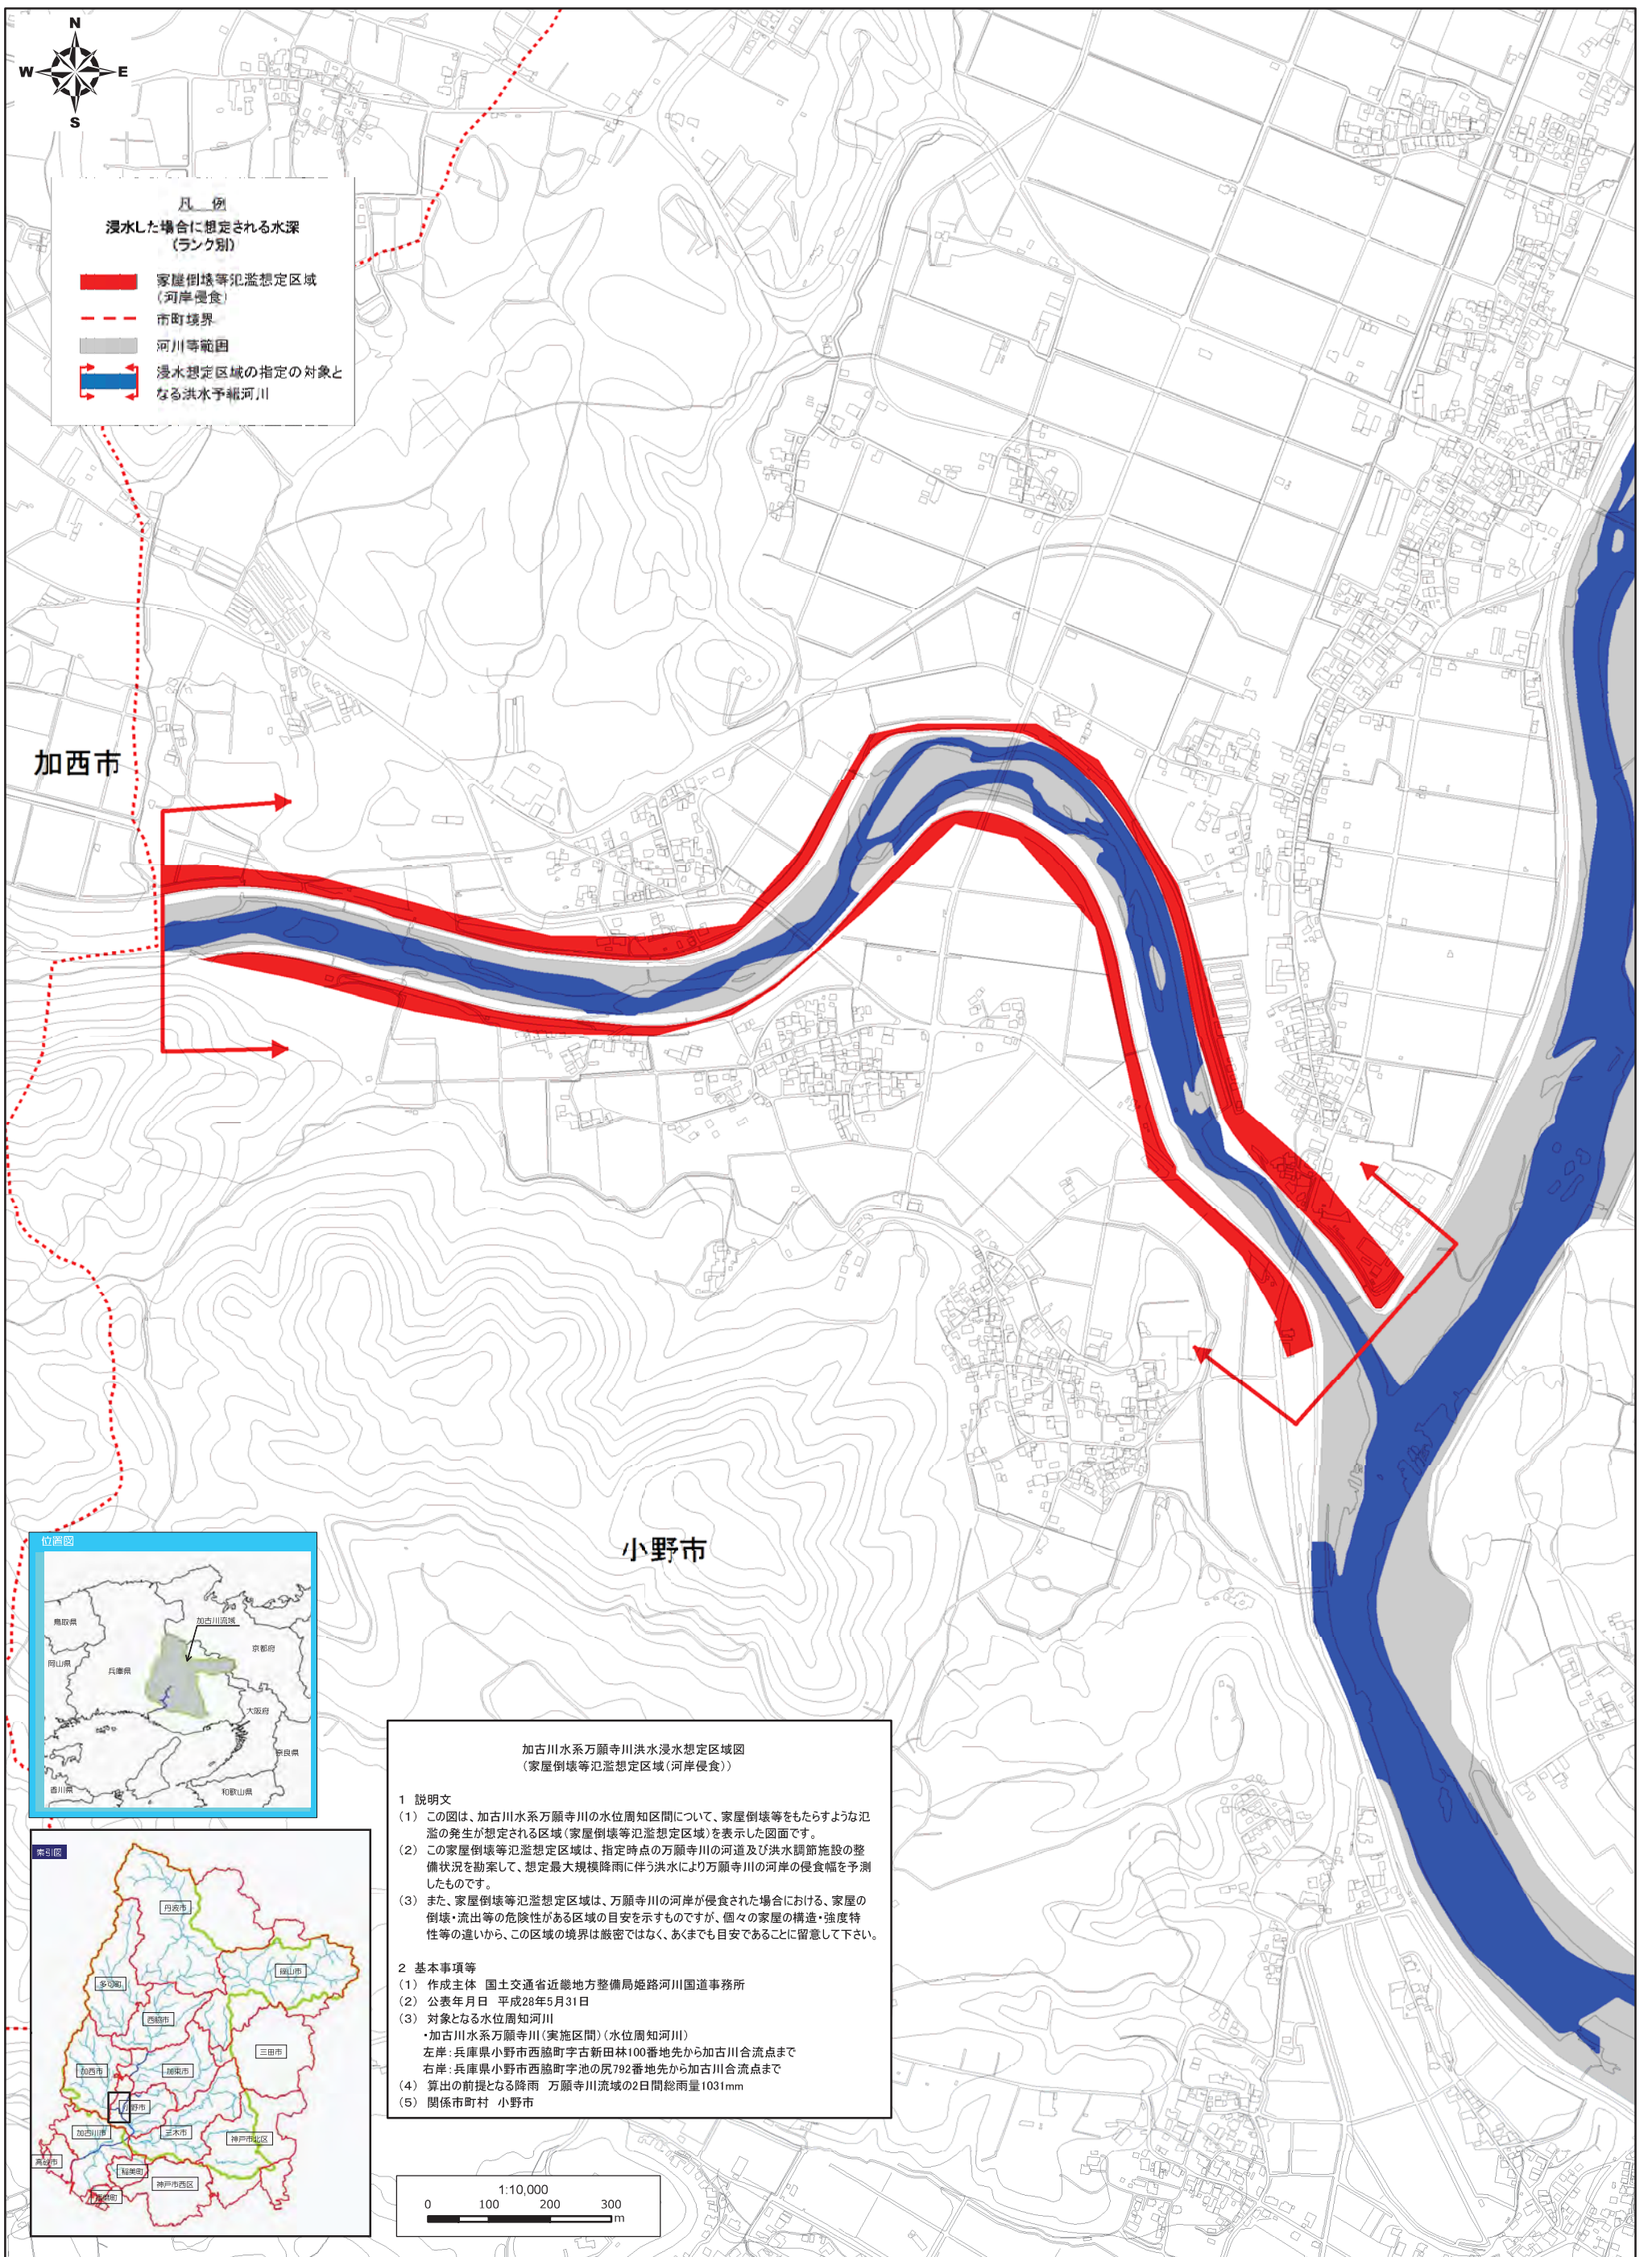 N
W
E
S
凡 例
浸水した場合に想定される水深
(ランク別)
家屋倒壊等氾濫想定区域
(河岸侵食)
市町境界
河川等範囲
浸水想定区域の指定の対象と
なる洪水予報河川
加西市
小野市
位置図
鳥取県
加古川流域
京都府
岡山県
兵庫県
大阪府
奈良県
香川県
和歌山県
索引図
丹波市
篠山市
多可町
西脇市
三田市
加西市
加東市
小野市
加古川市
三木市
神戸市北区
高砂市
稲美町
神戸市西区
加古川水系万願寺川洪水浸水想定区域図
(家屋倒壊等氾濫想定区域(河岸侵食))
1 説明文
(1) この図は、加古川水系万願寺川の水位周知区間について、家屋倒壊等をもたらすような氾
濫の発生が想定される区域(家屋倒壊等氾濫想定区域)を表示した図面です。
(2) この家屋倒壊等氾濫想定区域は、指定時点の万願寺川の河道及び洪水調節施設の整
備状況を勘案して、想定最大規模降雨に伴う洪水により万願寺川の河岸の侵食幅を予測
したものです。
(3) また、家屋倒壊等氾濫想定区域は、万願寺川の河岸が侵食された場合における、家屋の
倒壊・流出等の危険性がある区域の目安を示すものですが、個々の家屋の構造・強度特
性等の違いから、この区域の境界は厳密ではなく、あくまでも目安であることに留意して下さい。
2 基本事項等
(1) 作成主体 国土交通省近畿地方整備局姫路河川国道事務所
(2) 公表年月日 平成28年5月31日
(3) 対象となる水位周知河川
・加古川水系万願寺川(実施区間)(水位周知河川)
左岸:兵庫県小野市西脇町字古新田林100番地先から加古川合流点まで
右岸:兵庫県小野市西脇町字池の尻792番地先から加古川合流点まで
(4) 算出の前提となる降雨 万願寺川流域の2日間総雨量1031mm
(5) 関係市町村 小野市
1:10,000
0 100 200 300
m